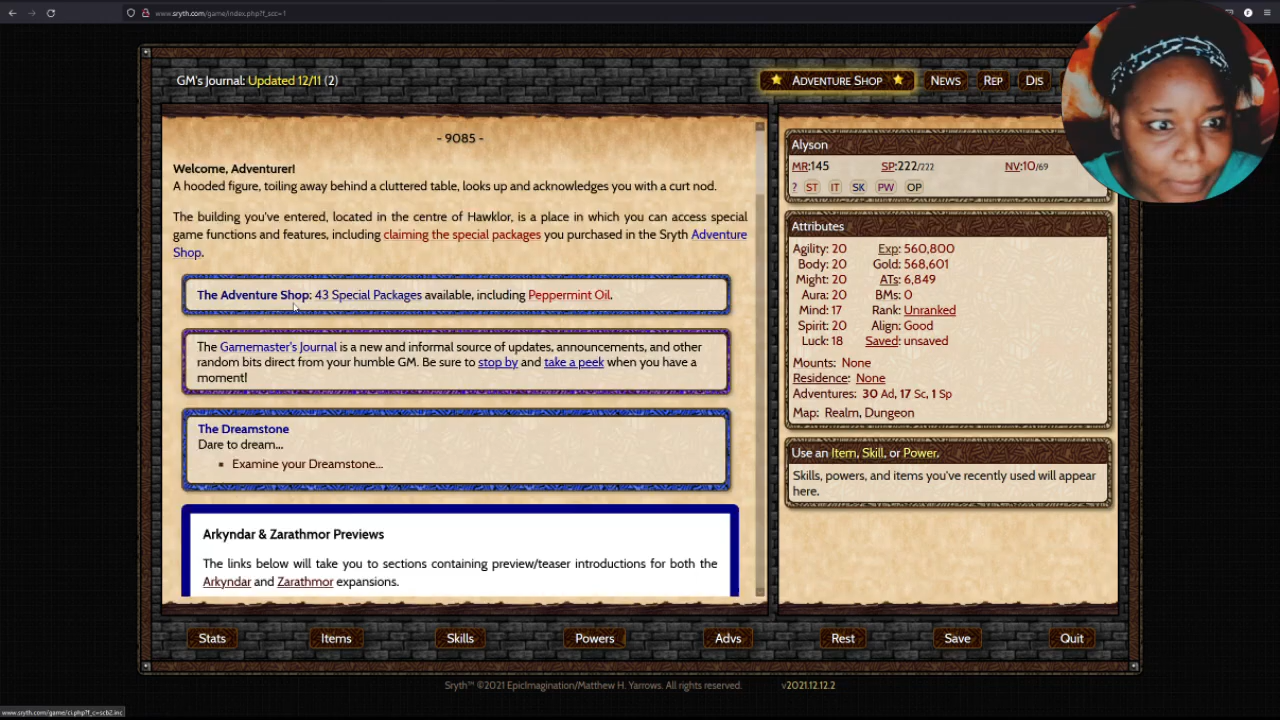 www.sryth.com/game/index.php?f_scc=1
GM's Journal: Updated 12/11 (2)
Adventure Shop
News
Rep
Dis
- 9085 -
Welcome, Adventurer!
A hooded figure, toiling away behind a cluttered table, looks up and acknowledges you with a curt nod.
The building you've entered, located in the centre of Hawklor, is a place in which you can access special
game functions and features, including claiming the special packages you purchased in the Sryth Adventure
Shop.
The Adventure Shop: 43 Special Packages available, including Peppermint Oil.
The Gamemaster's Journal is a new and informal source of updates, announcements, and other
random bits direct from your humble GM. Be sure to stop by and take a peek when you have a
moment!
The Dreamstone
Dare to dream...
Examine your Dreamstone...
Arkyndar & Zarathmor Previews
The links below will take you to sections containing preview/teaser introductions for both the
Arkyndar and Zarathmor expansions.
Alyson
MR:145 SP:222/222 NV:10/69
? ST IT SK PW OP
Attributes
Agility: 20 Exp: 560,800
Body: 20 Gold: 568,601
Might: 20 ATs: 6,849
Aura: 20 BMs: 0
Mind: 17 Rank: Unranked
Spirit: 20 Align: Good
Luck: 18 Saved: unsaved
Mounts: None
Residence: None
Adventures: 30 Ad, 17 Sc, 1 Sp
Map: Realm, Dungeon
Use an Item, Skill, or Power.
Skills, powers, and items you've recently used will appear
here.
Stats Items Skills Powers Advs Rest Save Quit
Sryth™ ©2021 EpicImagination/Matthew H. Yarrows. All rights reserved. v2021.12.12.2
www.sryth.com/game/ci.php?f_c=scb2.inc